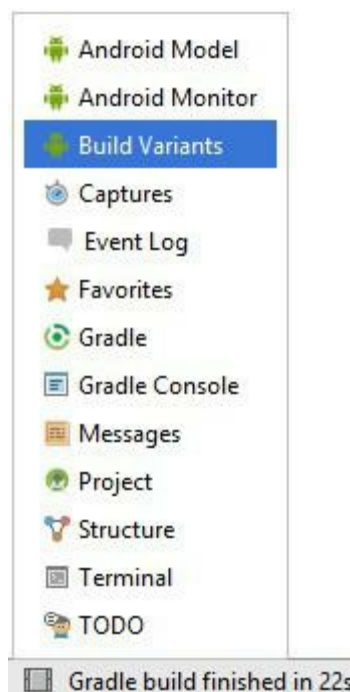 Android Model
Android Monitor
Build Variants
Captures
Event Log
Favorites
Gradle
Gradle Console
Messages
Project
Structure
Terminal
TODO
Gradle build finished in 22s